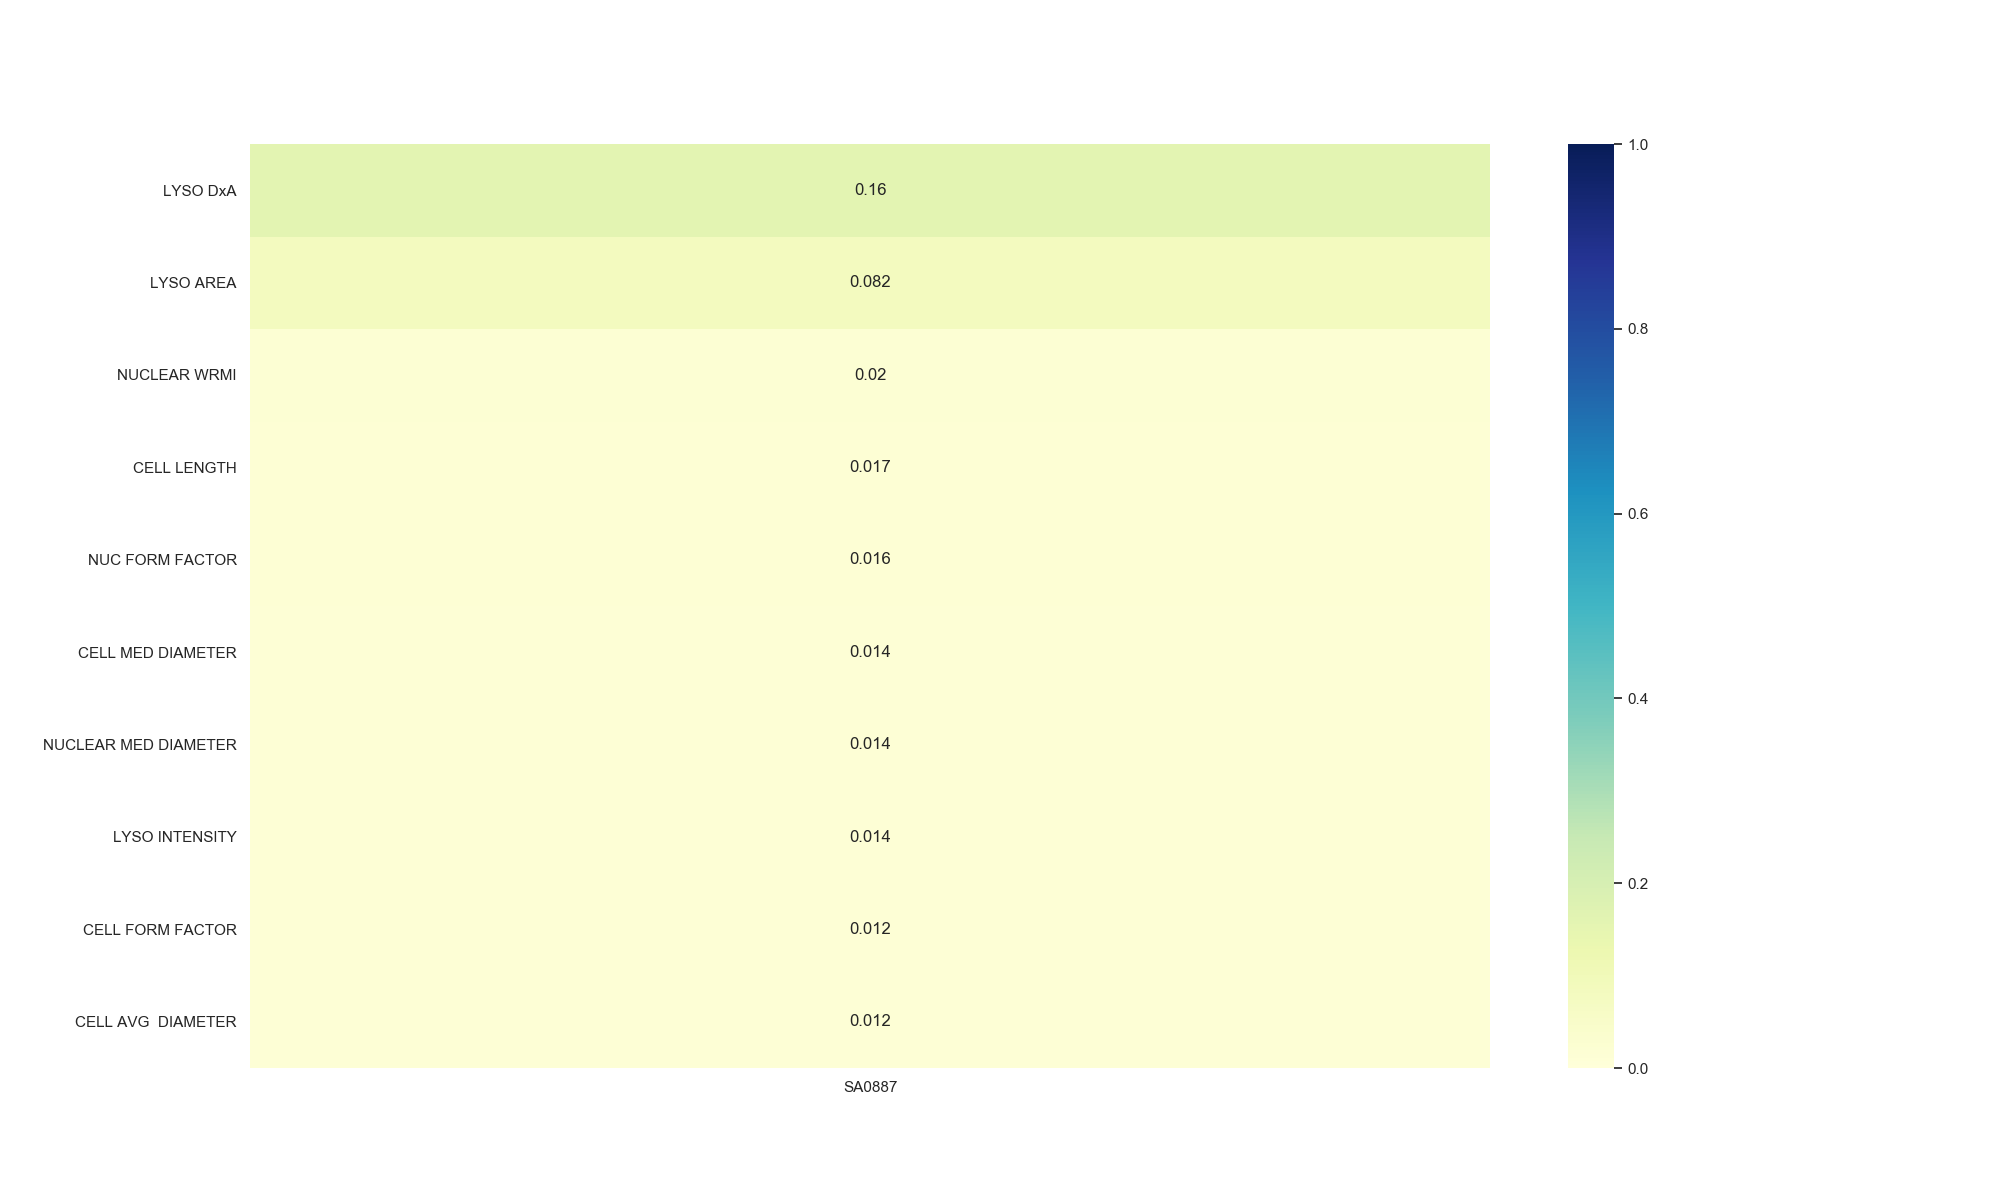 LYSO DxA 0.16
LYSO AREA 0.082
NUCLEAR WRMI 0.02
CELL LENGTH 0.017
NUC FORM FACTOR 0.016
CELL MED DIAMETER 0.014
NUCLEAR MED DIAMETER 0.014
LYSO INTENSITY 0.014
CELL FORM FACTOR 0.012
CELL AVG  DIAMETER 0.012
SA0887
1.0
0.8
0.6
0.4
0.2
0.0